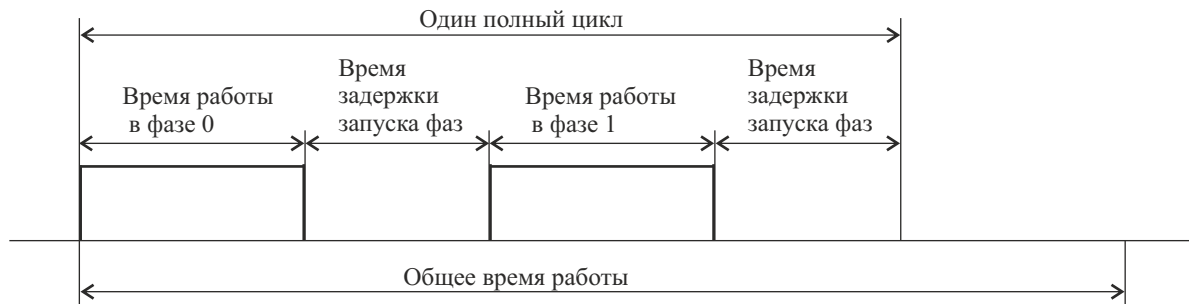 Один полный цикл
Время работы
в фазе 0
Время
задержки
запуска фаз
Время работы
в фазе 1
Время
задержки
запуска фаз
Общее время работы